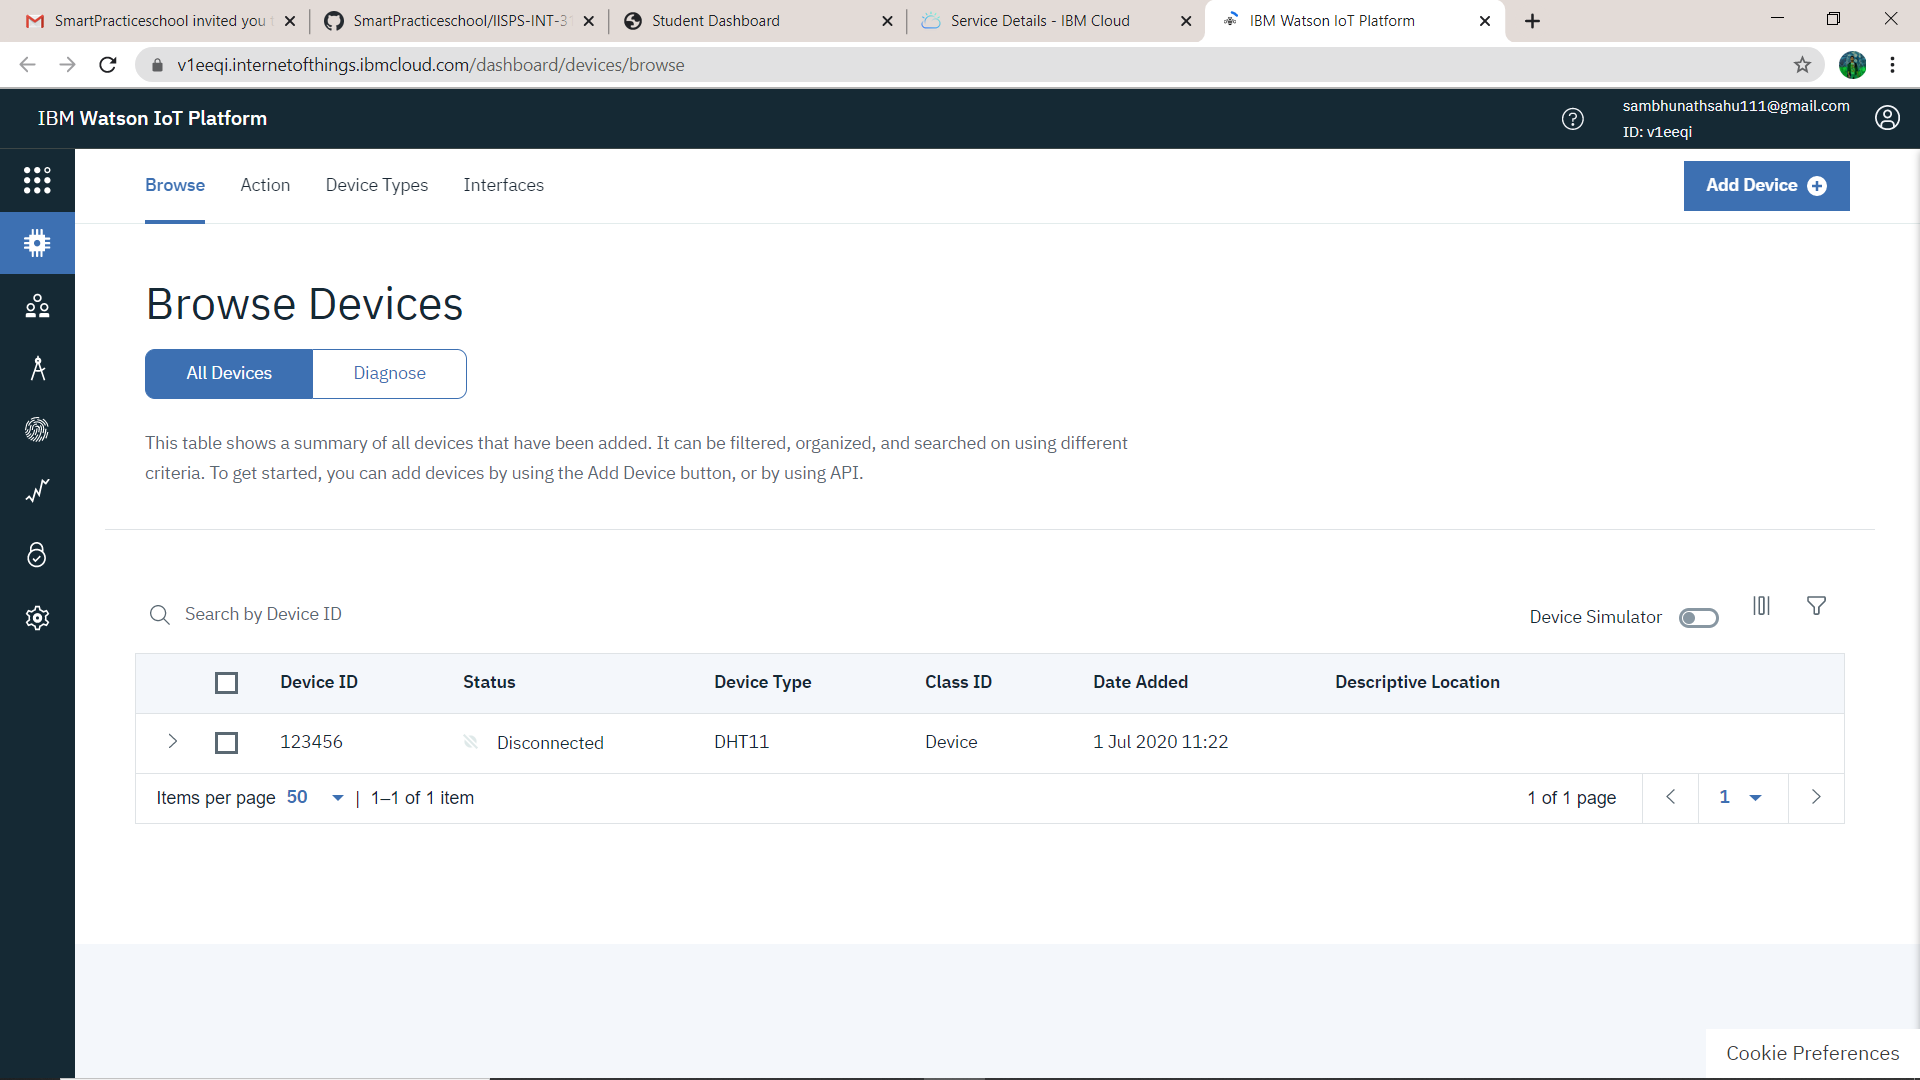 SmartPracticeschool invited you
SmartPracticeschool/IISPS-INT-3
Student Dashboard
Service Details - IBM Cloud
IBM Watson IoT Platform
v1eeqi.internetofthings.ibmcloud.com/dashboard/devices/browse
IBM Watson IoT Platform
sambhunathsahu111@gmail.com
ID: v1eeqi
Browse
Action
Device Types
Interfaces
Add Device
Browse Devices
All Devices
Diagnose
This table shows a summary of all devices that have been added. It can be filtered, organized, and searched on using different
criteria. To get started, you can add devices by using the Add Device button, or by using API.
Search by Device ID
Device Simulator
Device ID Status Device Type Class ID Date Added Descriptive Location
123456 Disconnected DHT11 Device 1 Jul 2020 11:22
Items per page 50 | 1–1 of 1 item
1 of 1 page
1
Cookie Preferences